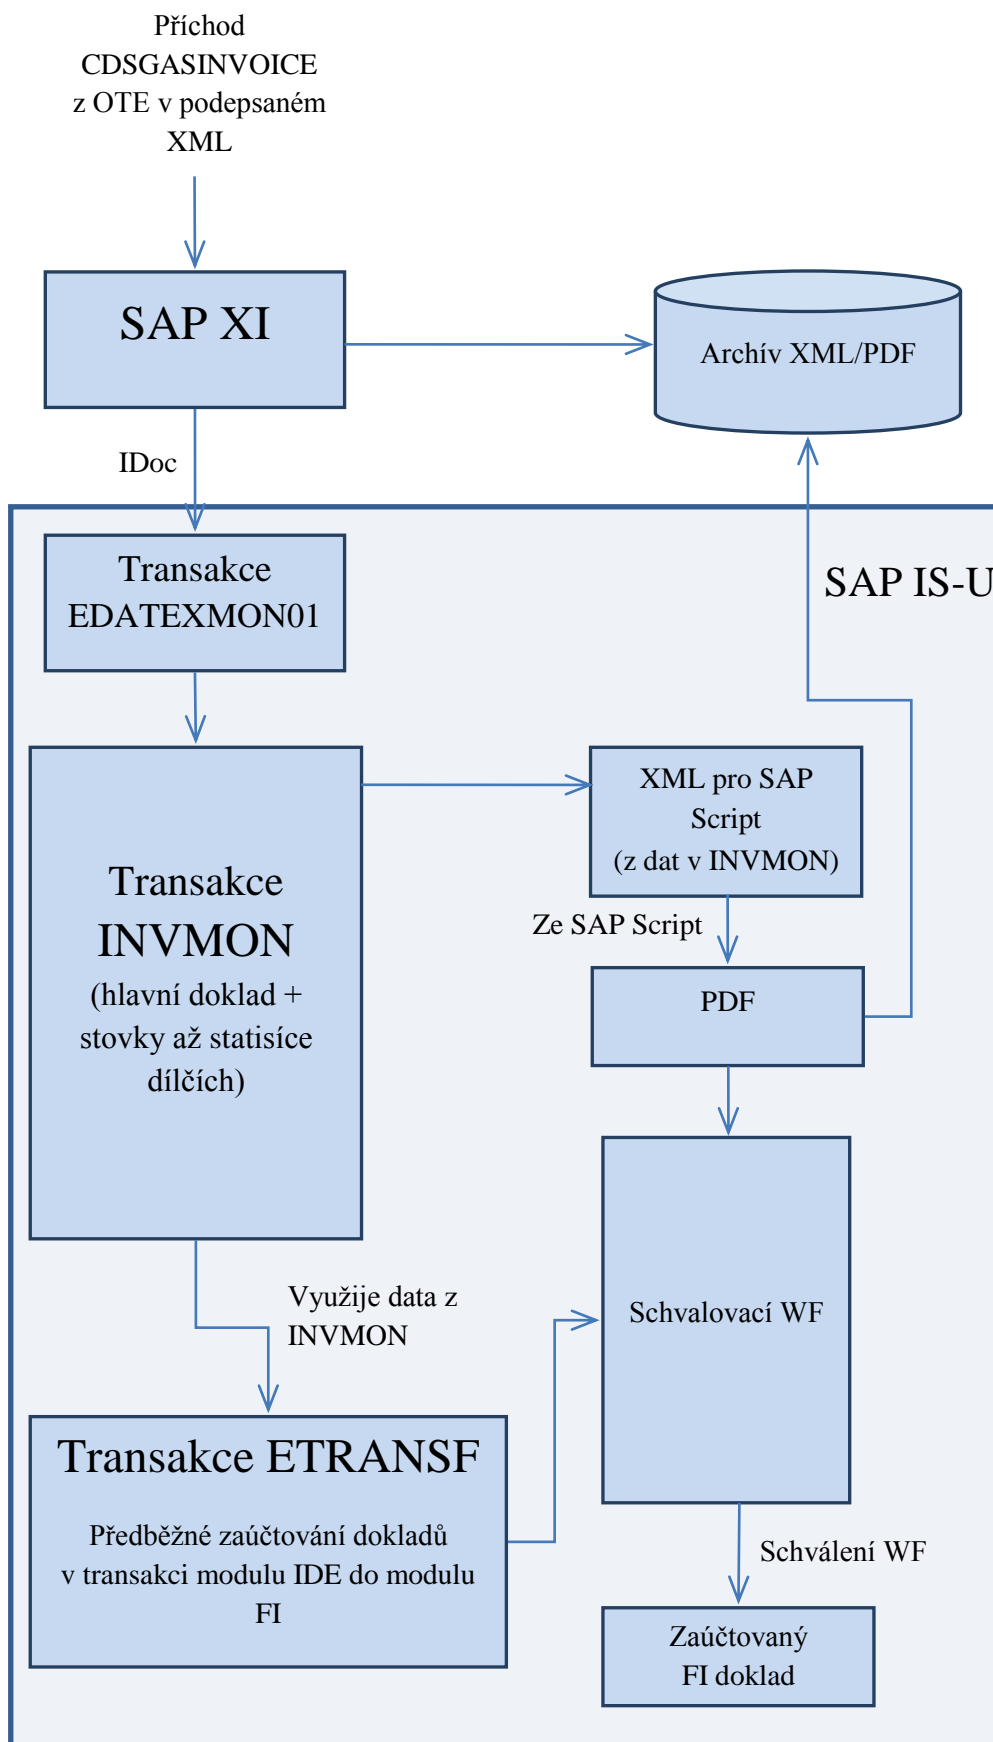 Příchod
CDSGASINVOICE
z OTE v podepsaném
XML
SAP XI
Archív XML/PDF
IDoc
Transakce
EDATEXMON01
SAP IS-U
Transakce
INVMON
(hlavní doklad +
stovky až statisíce
dílčích)
XML pro SAP
Script
(z dat v INVMON)
Ze SAP Script
PDF
Schvalovací WF
Využije data z
INVMON
Transakce ETRANSF
Předběžné zaúčtování dokladů
v transakci modulu IDE do modulu
FI
Schválení WF
Zaúčtovaný
FI doklad